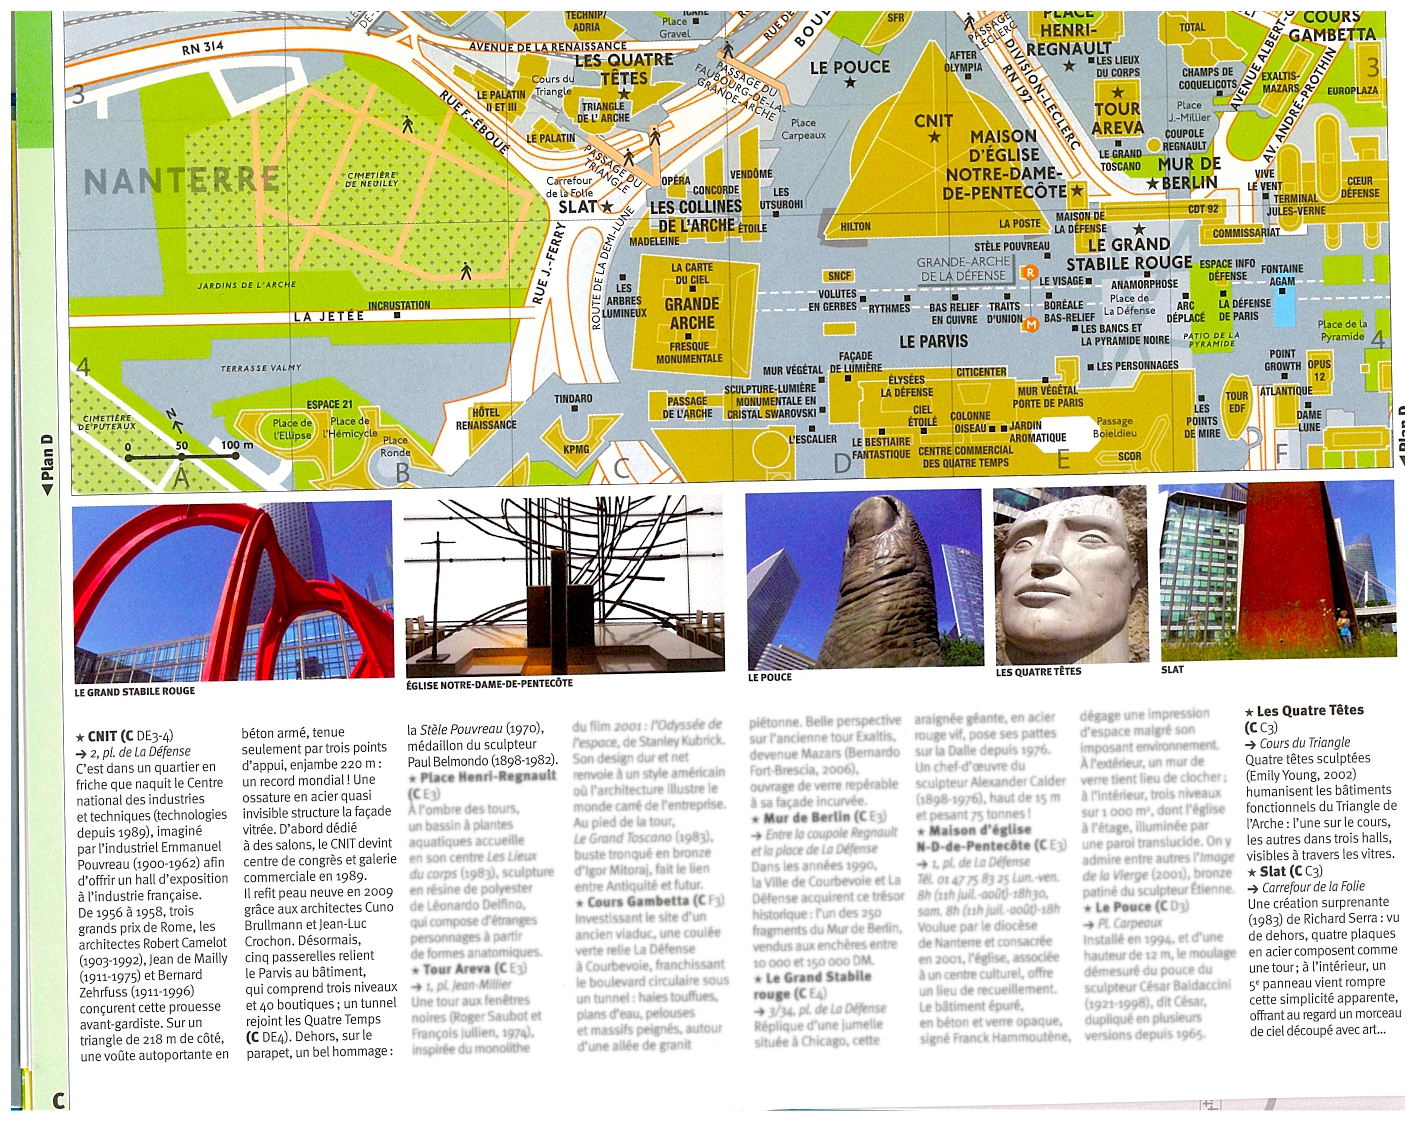 RN 314
AVENUE DE LA RENAISSANCE
TECHNIP/
ADRIA
Place
Gravel
SFR
PLACE
HENRI-
REGNAULT
TOTAL
COURS
GAMBETTA
3
LES QUATRE
TÊTES
Cours du
Triangle
LE PALATIN
II ET III
TRIANGLE
DE L'ARCHE
LE PALATIN
RUE F.-ÉBOUÉ
PASSAGE DU
FAUBOURG-DE-LA-
GRANDE-ARCHE
PASSAGE DU
TRIANGLE
LE POUCE
Place
Carpeaux
AFTER
OLYMPIA
PASSAGE
LECLERC
DIVISION-LECLERC
RN 192
LES LIEUX
DU CORPS
TOUR
AREVA
LE GRAND
TOSCANO
CHAMPS DE
COQUELICOTS
Place
J.-Millier
COUPOLE
REGNAULT
EXALTIS-
MAZARS
EUROPLAZA
3
AV. ANDRÉ-PROTHIN
NANTERRE
CIMETIÈRE
DE NEUILLY
JARDINS DE L'ARCHE
Carrefour
de la Folie
SLAT
OPÉRA
CONCORDE
VENDÔME
LES COLLINES
DE L'ARCHE
MADELEINE
ÉTOILE
LES
UTSUROHI
CNIT
MAISON
D'ÉGLISE
NOTRE-DAME-
DE-PENTECÔTE
HILTON
LA POSTE
MAISON DE
LA DÉFENSE
MUR DE
BERLIN
CDT 92
VIVE
LE VENT
TERMINAL
JULES-VERNE
CŒUR
DÉFENSE
COMMISSARIAT
RUE J.-FERRY
ROUTE DE LA DEMI-LUNE
LES
ARBRES
LUMINEUX
LA CARTE
DU CIEL
GRANDE
ARCHE
FRESQUE
MONUMENTALE
STÈLE POUVREAU
GRANDE-ARCHE
DE LA DÉFENSE
R
M
LE GRAND
STABILE ROUGE
LE VISAGE
ANAMORPHOSE
Place de
La Défense
ESPACE INFO
DÉFENSE
FONTAINE
AGAM
ARC
DÉPLACÉ
LA DÉFENSE
DE PARIS
SNCF
VOLUTES
EN GERBES
RYTHMES
BAS RELIEF
EN CUIVRE
TRAITS
D'UNION
BORÉALE
BAS-RELIEF
LES BANCS ET
LA PYRAMIDE NOIRE
PATIO DE LA
PYRAMIDE
Place de la
Pyramide
4
LA JETÉE
INCRUSTATION
LE PARVIS
4
TERRASSE VALMY
CIMETIÈRE
DE PUTEAUX
N
0 50 100 m
ESPACE 21
Place de
l'Ellipse
Place de
l'Hémicycle
Place
Ronde
HÔTEL
RENAISSANCE
TINDARO
KPMG
PASSAGE
DE L'ARCHE
MUR VÉGÉTAL
FAÇADE
DE LUMIÈRE
SCULPTURE-LUMIÈRE
MONUMENTALE EN
CRISTAL SWAROVSKI
L'ESCALIER
ÉLYSÉES
LA DÉFENSE
CITICENTER
CIEL
ÉTOILÉ
COLONNE
OISEAU
LE BESTIAIRE
FANTASTIQUE
CENTRE COMMERCIAL
DES QUATRE TEMPS
JARDIN
AROMATIQUE
MUR VÉGÉTAL
PORTE DE PARIS
LES PERSONNAGES
Passage
Boieldieu
SCOR
LES
POINTS
DE MIRE
TOUR
EDF
POINT
GROWTH
ATLANTIQUE
OPUS
12
DAME
LUNE
A
B
C
D
E
F
Plan D
LE GRAND STABILE ROUGE
ÉGLISE NOTRE-DAME-DE-PENTECÔTE
LE POUCE
LES QUATRE TÊTES
SLAT
★ CNIT (C DE3-4)
→ 2, pl. de La Défense
C'est dans un quartier en
friche que naquit le Centre
national des industries
et techniques (technologies
depuis 1989), imaginé
par l'industriel Emmanuel
Pouvreau (1900-1962) afin
d'offrir un hall d'exposition
à l'industrie française.
De 1956 à 1958, trois
grands prix de Rome, les
architectes Robert Camelot
(1903-1992), Jean de Mailly
(1911-1975) et Bernard
Zehrfuss (1911-1996)
conçurent cette prouesse
avant-gardiste. Sur un
triangle de 218 m de côté,
une voûte autoportante en
béton armé, tenue
seulement par trois points
d'appui, enjambe 220 m :
un record mondial ! Une
ossature en acier quasi
invisible structure la façade
vitrée. D'abord dédié
à des salons, le CNIT devint
centre de congrès et galerie
commerciale en 1989.
Il refit peau neuve en 2009
grâce aux architectes Cuno
Brullmann et Jean-Luc
Crochon. Désormais,
cinq passerelles relient
le Parvis au bâtiment,
qui comprend trois niveaux
et 40 boutiques ; un tunnel
rejoint les Quatre Temps
(C DE4). Dehors, sur le
parapet, un bel hommage :
la Stèle Pouvreau (1970),
médaillon du sculpteur
Paul Belmondo (1898-1982).
★ Place Henri-Regnault
(C E3)
À l'ombre des tours,
un bassin à plantes
aquatiques accueille
en son centre Les Lieux
du corps (1983), sculpture
en résine de polyester
de Léonardo Delfino,
qui compose d'étranges
personnages à partir
de formes anatomiques.
★ Tour Areva (C E3)
→ 1, pl. Jean-Millier
Une tour aux fenêtres
noires (Roger Saubot et
François Jullien, 1974),
inspirée du monolithe
du film 2001 : l'Odyssée de
l'espace, de Stanley Kubrick.
Son design dur et net
renvoie à un style américain
où l'architecture illustre le
monde carré de l'entreprise.
Au pied de la tour,
Le Grand Toscano (1983),
buste tronqué en bronze
d'Igor Mitoraj, fait le lien
entre Antiquité et futur.
★ Cours Gambetta (C F3)
Investissant le site d'un
ancien viaduc, une coulée
verte relie La Défense
à Courbevoie, franchissant
le boulevard circulaire sous
un tunnel : haies touffues,
plans d'eau, pelouses
et massifs peignés, autour
d'une allée de granit
piétonne. Belle perspective
sur l'ancienne tour Exaltis,
devenue Mazars (Bernardo
Fort-Brescia, 2006),
ouvrage de verre repérable
à sa façade incurvée.
★ Mur de Berlin (C E3)
→ Entre la coupole Regnault
et la place de La Défense
Dans les années 1990,
la Ville de Courbevoie et La
Défense acquirent ce trésor
historique : l'un des 250
fragments du Mur de Berlin,
vendus aux enchères entre
10 000 et 150 000 DM.
★ Le Grand Stabile
rouge (C E4)
→ 3/34, pl. de La Défense
Réplique d'une jumelle
située à Chicago, cette
araignée géante, en acier
rouge vif, pose ses pattes
sur la Dalle depuis 1976.
Un chef-d'œuvre du
sculpteur Alexander Calder
(1898-1976), haut de 15 m
et pesant 75 tonnes !
★ Maison d'église
N-D-de-Pentecôte (C E3)
→ 1, pl. de La Défense
Tél. 01 47 75 83 25 Lun.-ven.
8h (11h juil.-août)-18h30,
sam. 8h (11h juil.-août)-18h
Voulue par le diocèse
de Nanterre et consacrée
en 2001, l'église, associée
à un centre culturel, offre
un lieu de recueillement.
Le bâtiment épuré,
en béton et verre opaque,
signé Franck Hammoutène,
dégage une impression
d'espace malgré son
imposant environnement.
À l'extérieur, un mur de
verre tient lieu de clocher ;
à l'intérieur, trois niveaux
sur 1 000 m², dont l'église
à l'étage, illuminée par
une paroi translucide. On y
admire entre autres l'Image
de la Vierge (2001), bronze
patiné du sculpteur Étienne.
★ Le Pouce (C D3)
→ Pl. Carpeaux
Installé en 1994, et d'une
hauteur de 12 m, le moulage
démesuré du pouce du
sculpteur César Baldaccini
(1921-1998), dit César,
dupliqué en plusieurs
versions depuis 1965.
★ Les Quatre Têtes
(C C3)
→ Cours du Triangle
Quatre têtes sculptées
(Emily Young, 2002)
humanisent les bâtiments
fonctionnels du Triangle de
l'Arche : l'une sur le cours,
les autres dans trois halls,
visibles à travers les vitres.
★ Slat (C C3)
→ Carrefour de la Folie
Une création surprenante
(1983) de Richard Serra : vu
de dehors, quatre plaques
en acier composent comme
une tour ; à l'intérieur, un
5e panneau vient rompre
cette simplicité apparente,
offrant au regard un morceau
de ciel découpé avec art...
C